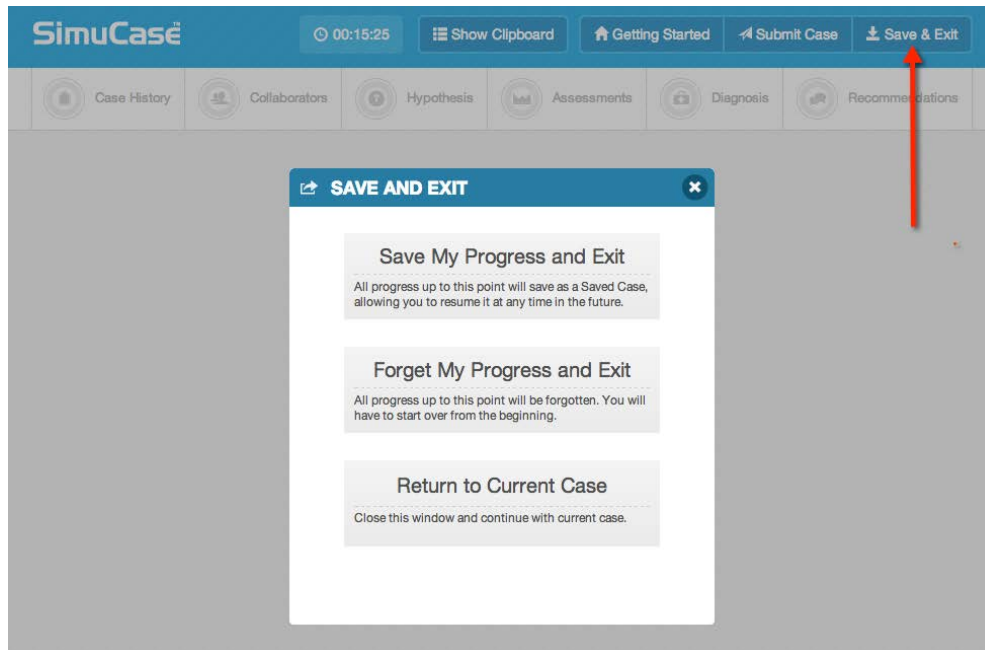 SimuCase™
00:15:25
Show Clipboard
Getting Started
Submit Case
Save & Exit
Case History
Collaborators
Hypothesis
Assessments
Diagnosis
Recommendations
SAVE AND EXIT
Save My Progress and Exit
All progress up to this point will save as a Saved Case,
allowing you to resume it at any time in the future.
Forget My Progress and Exit
All progress up to this point will be forgotten. You will
have to start over from the beginning.
Return to Current Case
Close this window and continue with current case.